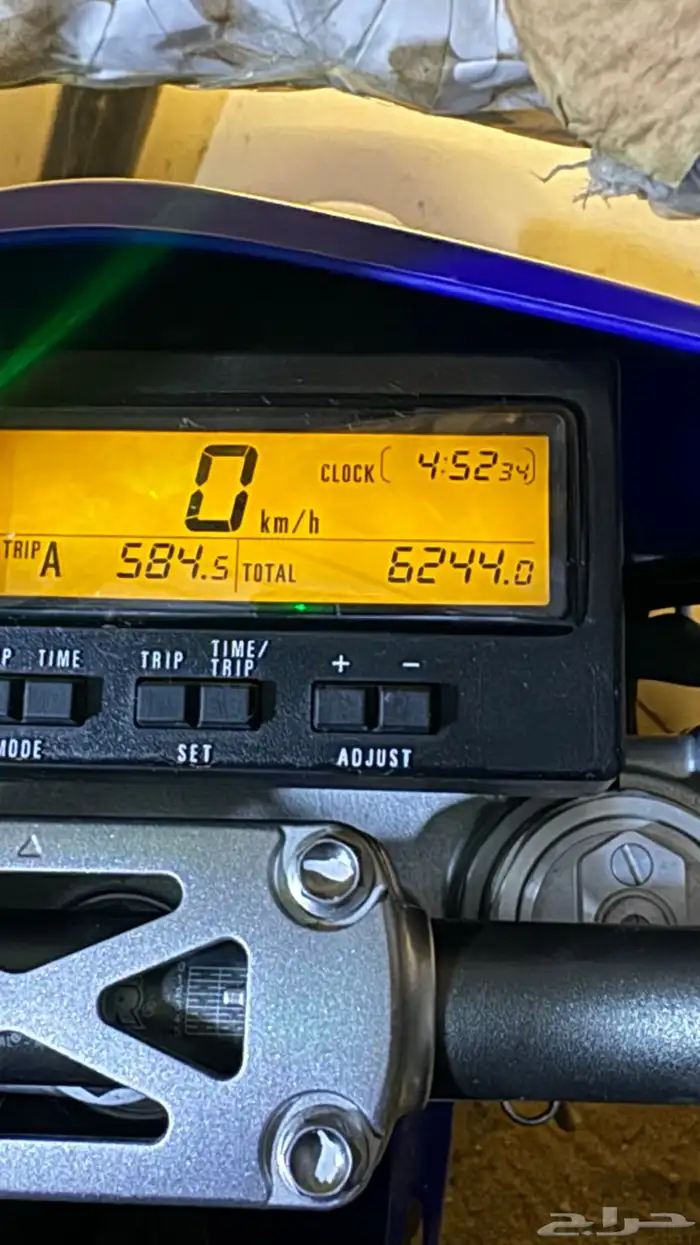 0 km/h CLOCK 4:52 34
TRIP A 584.5 TOTAL 6244.0
P TIME TRIP TIME/TRIP + −
MODE SET ADJUST
حراج